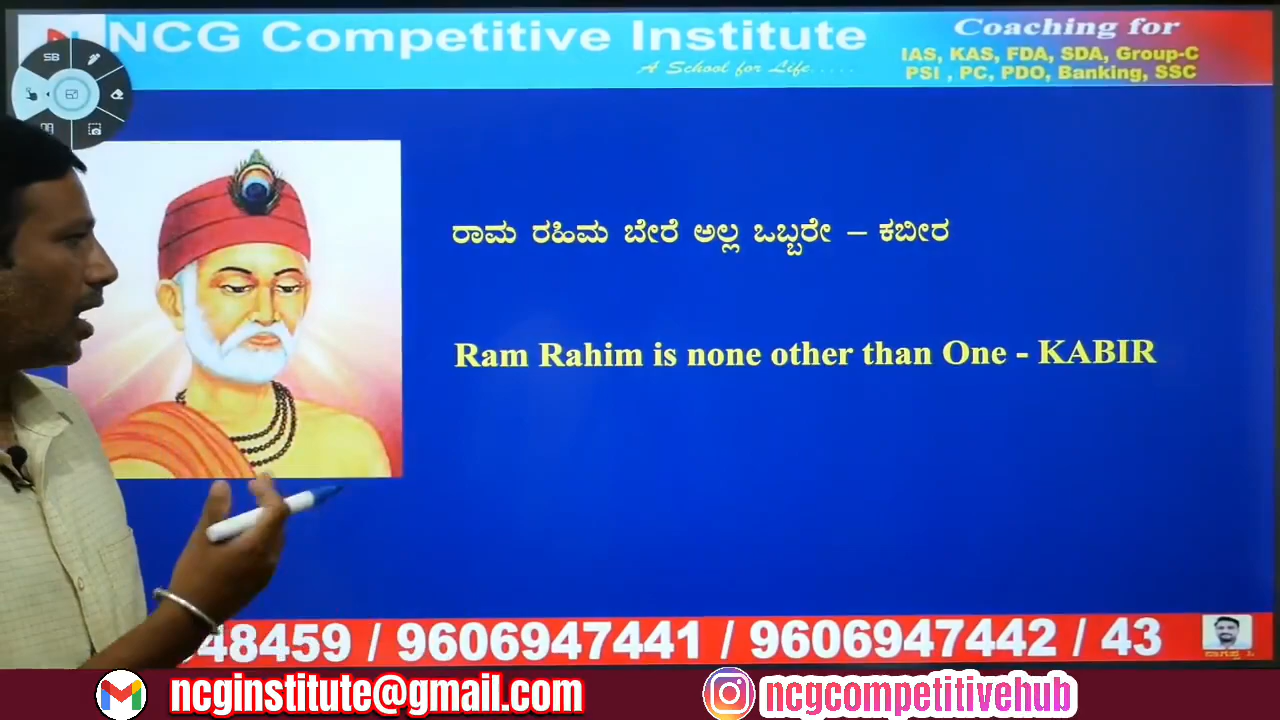 NCG Competitive Institute
A School for Life.....
Coaching for
IAS, KAS, FDA, SDA, Group-C
PSI , PC, PDO, Banking, SSC
SB
ರಾಮ ರಹಿಮ ಬೇರೆ ಅಲ್ಲ ಒಬ್ಬರೇ – ಕಬೀರ
Ram Rahim is none other than One - KABIR
48459 / 9606947441 / 9606947442 / 43
ncginstitute@gmail.com
ncgcompetitivehub